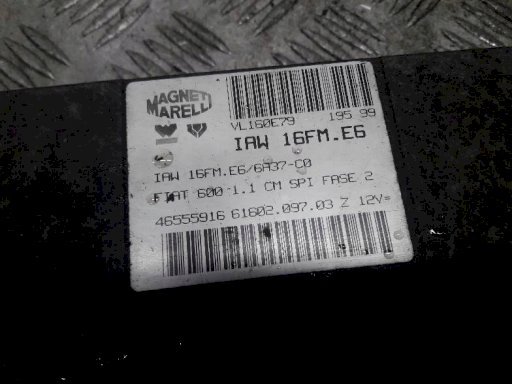 MAGNETI
MARELLI
VL160E79 195 99
IAW 16FM.E6
IAW 16FM.E6/6A37-C0
FIAT 600 1.1 CM SPI FASE 2
46555916 61602.097.03 Z 12V=